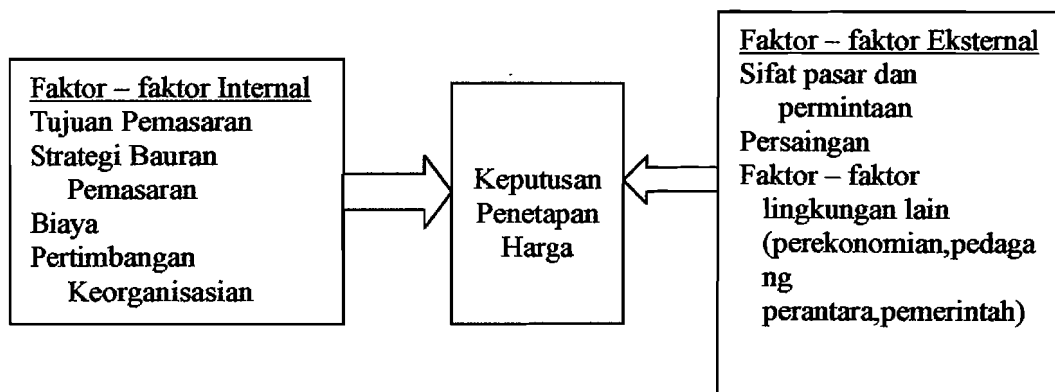 Faktor – faktor Internal
Tujuan Pemasaran
Strategi Bauran
Pemasaran
Biaya
Pertimbangan
Keorganisasian
Keputusan
Penetapan
Harga
Faktor – faktor Eksternal
Sifat pasar dan
permintaan
Persaingan
Faktor – faktor
lingkungan lain
(perekonomian,pedaga
ng
perantara,pemerintah)